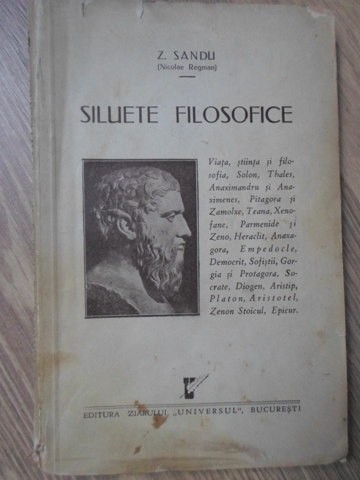 Z. SANDU
(Nicolae Regman)
SILUETE FILOSOFICE
Viața, știința și filo-
sofia, Solon, Thales,
Anasimandru și Ana-
ximenes, Pitagora și
Zamolxe, Teana, Xeno-
fane, Parmenide și
Zeno, Heraclit, Anaxa-
gora, Empedocle,
Democrit, Sofiștii, Gor-
gia și Protagora, So-
crate, Diogen, Aristip,
Platon, Aristotel,
Zenon Stoicul, Epicur.
EDITURA ZIARULUI „UNIVERSUL", BUCUREȘTI